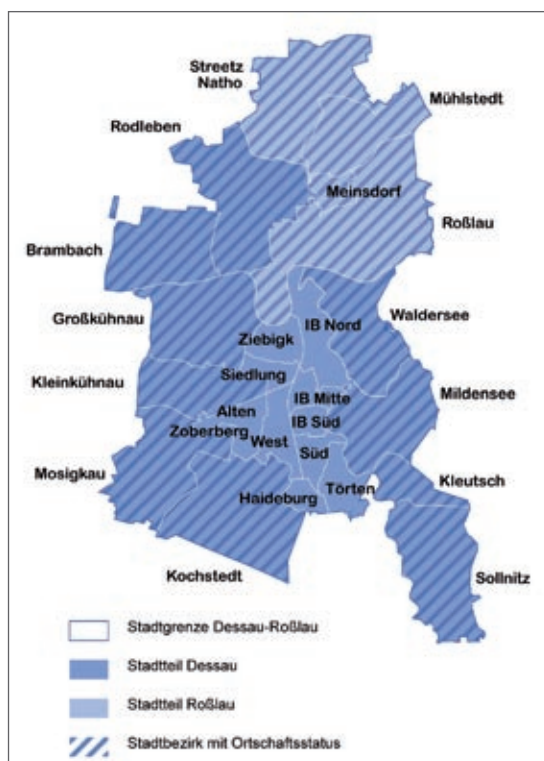 Streetz
Natho
Mühlstedt
Rodleben
Meinsdorf
Roßlau
Brambach
Großkühnau
Waldersee
IB Nord
Ziebigk
Siedlung
Kleinkühnau
Mildensee
IB Mitte
Alten
IB Süd
Zoberberg
West
Süd
Mosigkau
Kleutsch
Törten
Haideburg
Kochstedt
Sollnitz
Stadtgrenze Dessau-Roßlau
Stadtteil Dessau
Stadtteil Roßlau
Stadtbezirk mit Ortschaftsstatus